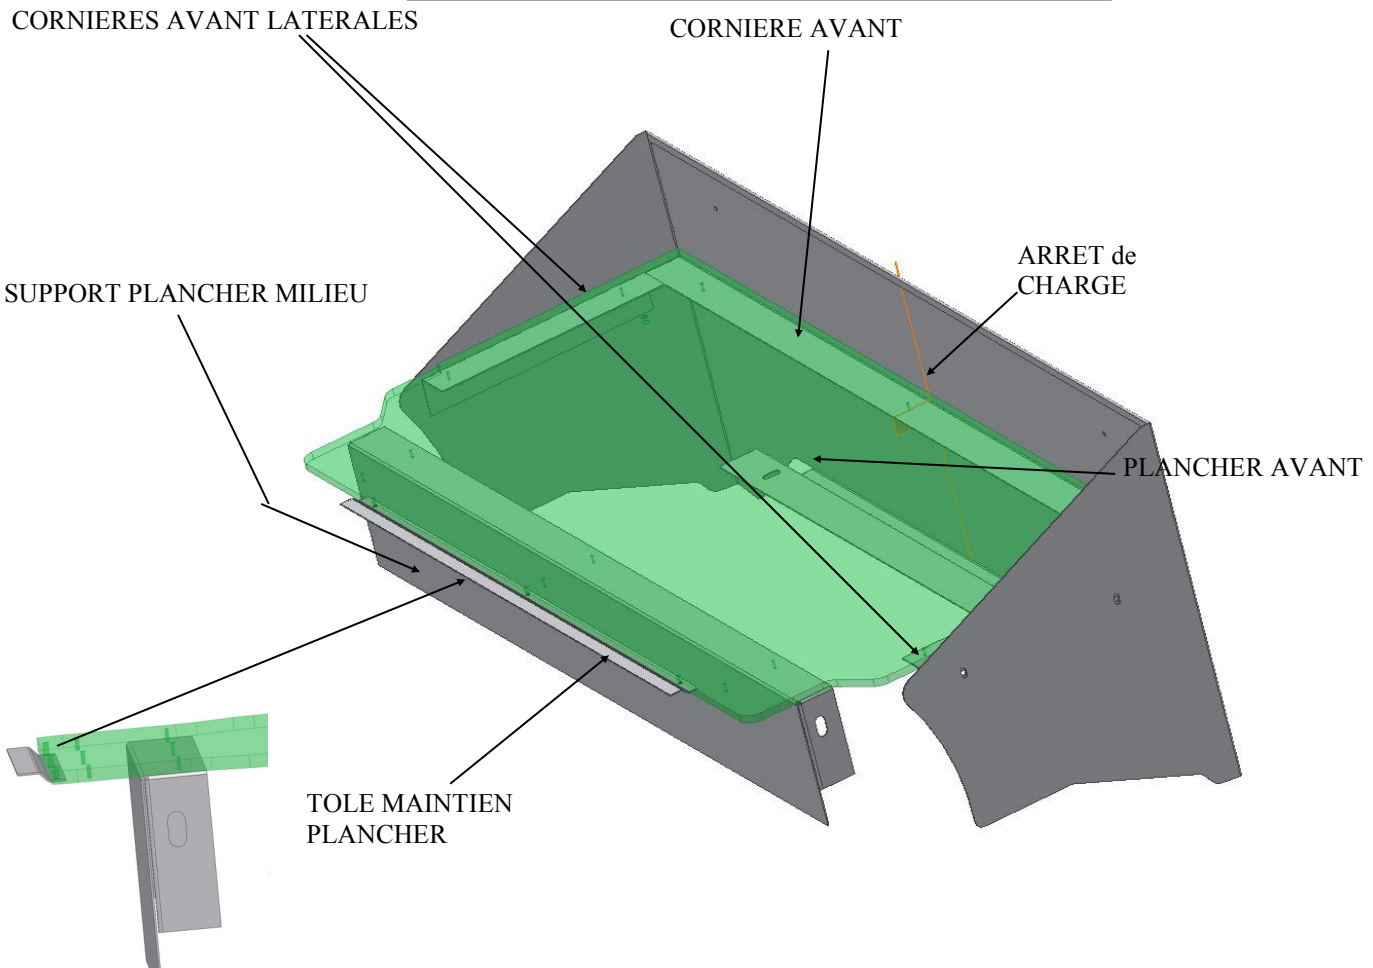 CORNIERES AVANT LATERALES
CORNIERE AVANT
ARRET de
CHARGE
SUPPORT PLANCHER MILIEU
PLANCHER AVANT
TOLE MAINTIEN
PLANCHER